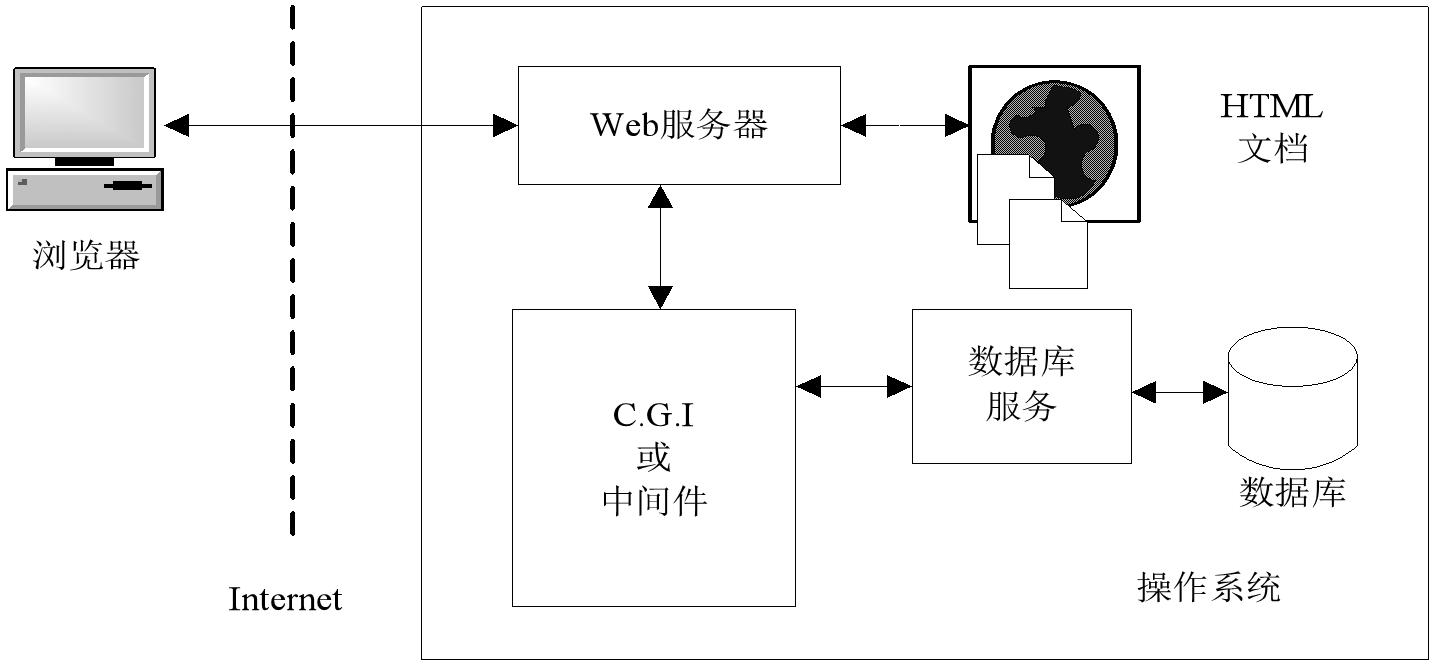 Web服务器
HTML
文档
浏览器
数据库
服务
C.G.I
或
中间件
数据库
操作系统
Internet